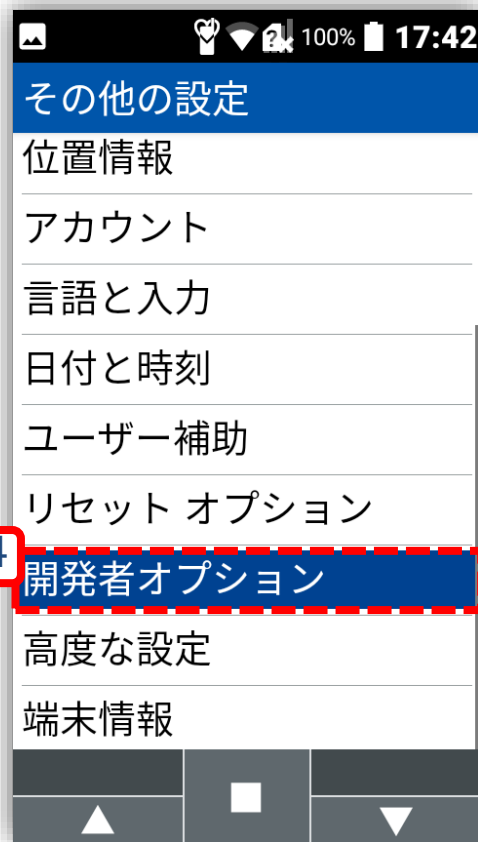 100% 17:42
その他の設定
位置情報
アカウント
言語と入力
日付と時刻
ユーザー補助
リセット オプション
4
開発者オプション
高度な設定
端末情報